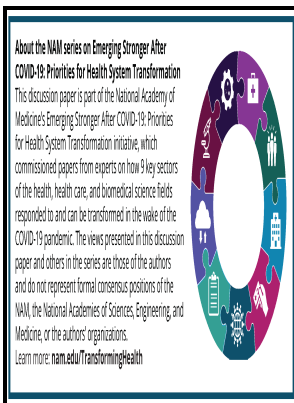 About the NAM series on Emerging Stronger After
COVID-19: Priorities for Health System Transformation
This discussion paper is part of the National Academy of
Medicine's Emerging Stronger After COVID-19: Priorities
for Health System Transformation initiative, which
commissioned papers from experts on how 9 key sectors
of the health, health care, and biomedical science fields
responded to and can be transformed in the wake of the
COVID-19 pandemic. The views presented in this discussion
paper and others in the series are those of the authors
and do not represent formal consensus positions of the
NAM, the National Academies of Sciences, Engineering, and
Medicine, or the authors' organizations.
Learn more: nam.edu/TransformingHealth